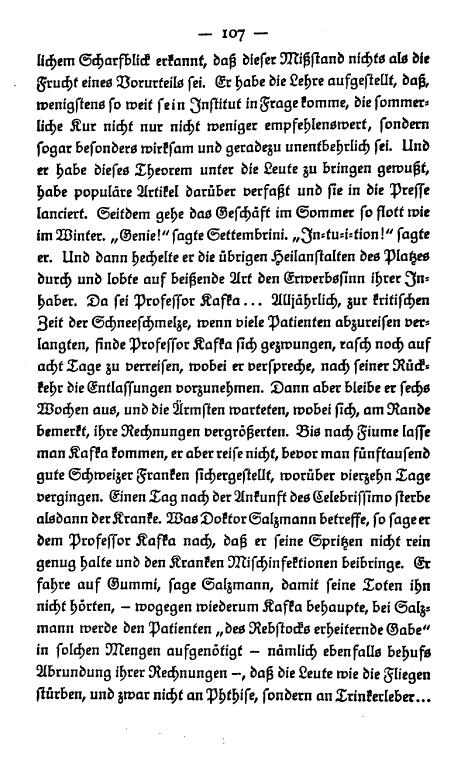 — 107 —
lichem Scharfblick erkannt, daß dieser Mißstand nichts als die
Frucht eines Vorurteils sei. Er habe die Lehre aufgestellt, daß,
wenigstens so weit sein Institut in Frage komme, die sommer-
liche Kur nicht nur nicht weniger empfehlenswert, sondern
sogar besonders wirksam und geradezu unentbehrlich sei. Und
er habe dieses Theorem unter die Leute zu bringen gewußt,
habe populäre Artikel darüber verfaßt und sie in die Presse
lanciert. Seitdem gehe das Geschäft im Sommer so flott wie
im Winter. „Genie!“ sagte Settembrini. „In-tu-i-tion!“ sagte
er. Und dann hechelte er die übrigen Heilanstalten des Platzes
durch und lobte auf beißende Art den Erwerbssinn ihrer In-
haber. Da sei Professor Kafka... Alljährlich, zur kritischen
Zeit der Schneeschmelze, wenn viele Patienten abzureisen ver-
langten, finde Professor Kafka sich gezwungen, rasch noch auf
acht Tage zu verreisen, wobei er verspreche, nach seiner Rück-
kehr die Entlassungen vorzunehmen. Dann aber bleibe er sechs
Wochen aus, und die Ärmsten warteten, wobei sich, am Rande
bemerkt, ihre Rechnungen vergrößerten. Bis nach Fiume lasse
man Kafka kommen, er aber reise nicht, bevor man fünftausend
gute Schweizer Franken sichergestellt, worüber vierzehn Tage
vergingen. Einen Tag nach der Ankunft des Celebrissimo sterbe
alsdann der Kranke. Was Doktor Salzmann betreffe, so sage er
dem Professor Kafka nach, daß er seine Spritzen nicht rein
genug halte und den Kranken Mischinfektionen beibringe. Er
fahre auf Gummi, sage Salzmann, damit seine Toten ihn
nicht hörten, – wogegen wiederum Kafka behaupte, bei Salz-
mann werde den Patienten „des Rebstocks erheiternde Gabe“
in solchen Mengen aufgenötigt – nämlich ebenfalls behufs
Abrundung ihrer Rechnungen –, daß die Leute wie die Fliegen
stürben, und zwar nicht an Phthise, sondern an Trinkerleber...